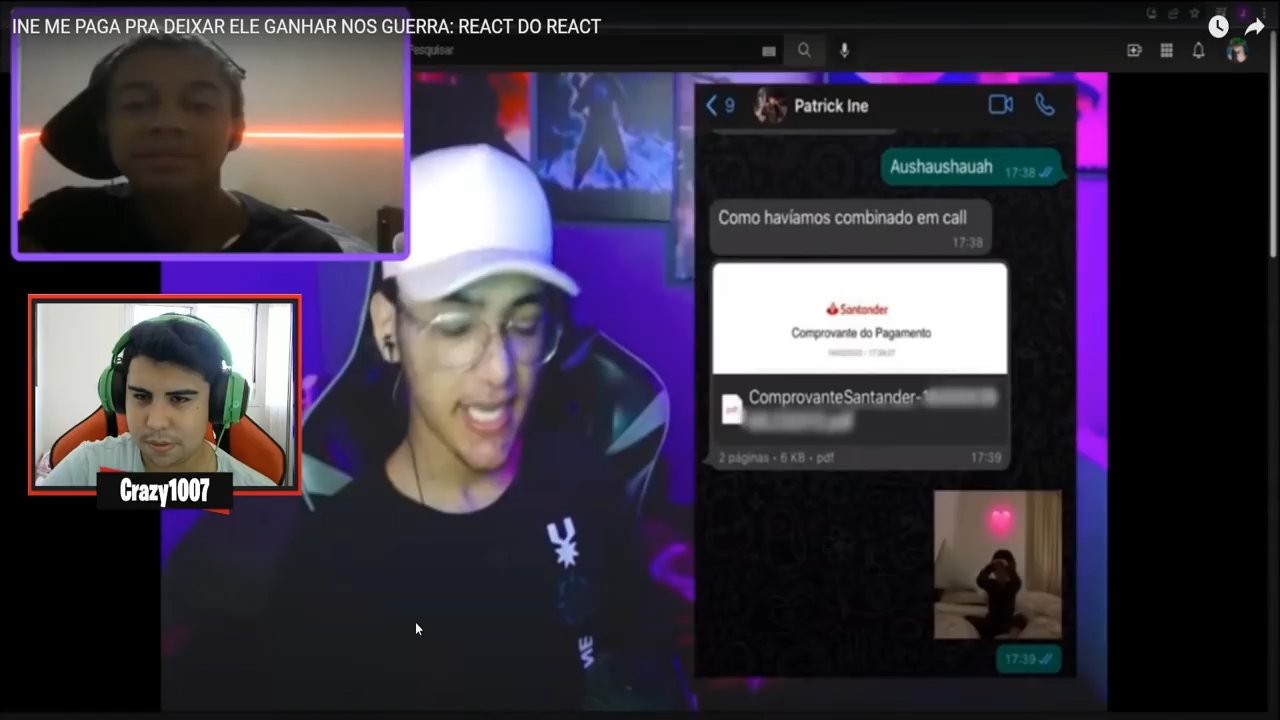 INE ME PAGA PRA DEIXAR ELE GANHAR NOS GUERRA: REACT DO REACT
Pesquisar
9
Patrick Ine
Aushaushauah
17:38
Como havíamos combinado em call
17:38
Santander
Comprovante do Pagamento
ComprovanteSantander-1
2 páginas • 6 KB • pdf
17:39
17:39
Crazy1007